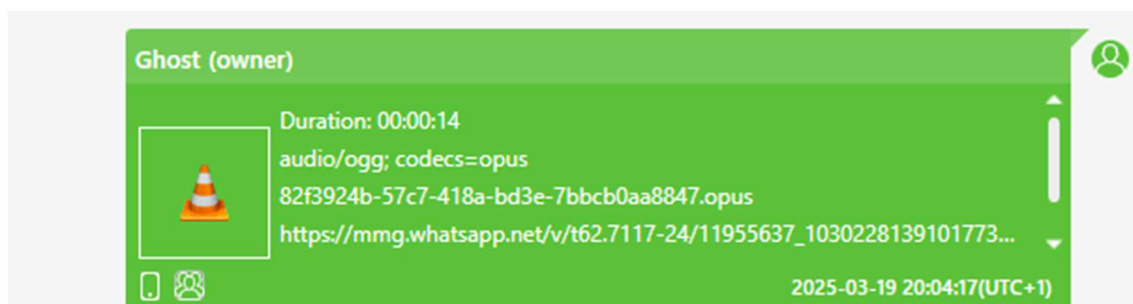 Ghost (owner)
Duration: 00:00:14
audio/ogg; codecs=opus
82f3924b-57c7-418a-bd3e-7bbcb0aa8847.opus
https://mmg.whatsapp.net/v/t62.7117-24/11955637_1030228139101773...
2025-03-19 20:04:17(UTC+1)